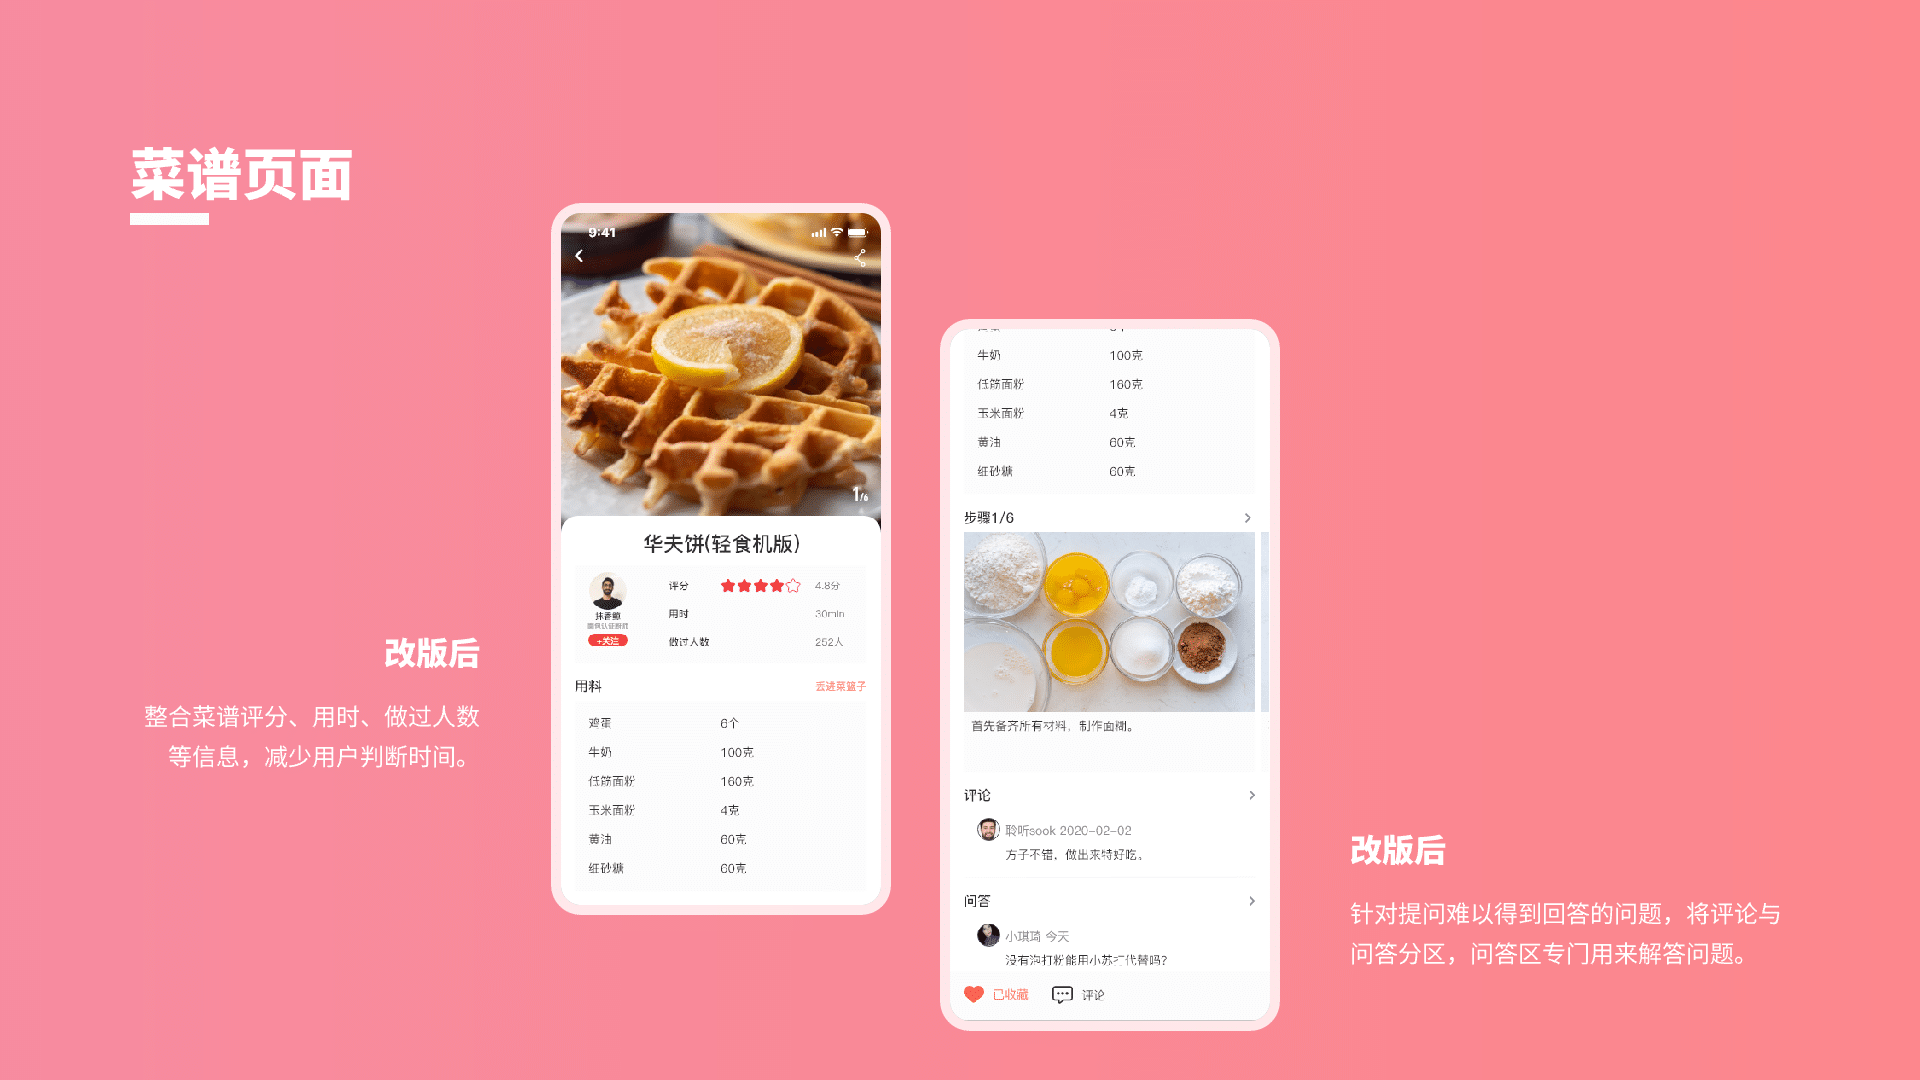 菜谱页面
9:41
1/6
华夫饼(轻食机版)
评分
4.8分
抹香鲸
用时
30min
+关注
做过人数
252人
用料
丢进菜篮子
鸡蛋 6个
牛奶 100克
低筋面粉 160克
玉米面粉 4克
黄油 60克
细砂糖 60克
改版后
整合菜谱评分、用时、做过人数
等信息，减少用户判断时间。
牛奶 100克
低筋面粉 160克
玉米面粉 4克
黄油 60克
细砂糖 60克
步骤1/6
首先备齐所有材料，制作面糊。
评论
聆听sook 2020-02-02
方子不错，做出来特好吃。
问答
小琪琦 今天
没有泡打粉能用小苏打代替吗?
已收藏
评论
改版后
针对提问难以得到回答的问题，将评论与
问答分区，问答区专门用来解答问题。